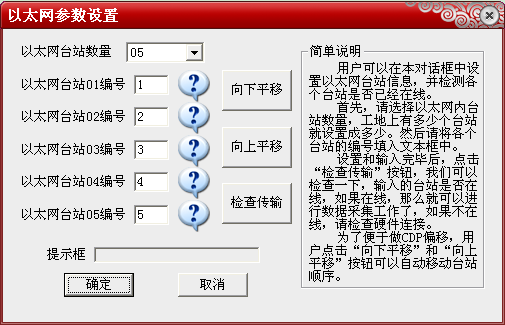 以太网参数设置
以太网台站数量 05
以太网台站01编号 1
以太网台站02编号 2
以太网台站03编号 3
以太网台站04编号 4
以太网台站05编号 5
向下平移
向上平移
检查传输
提示框
确定 取消
简单说明
用户可以在本对话框中设
置以太网台站信息，并检测各
个台站是否已经在线。
首先，请选择以太网内台
站数量，工地上有多少个台站
就设置成多少。然后请将各个
台站的编号填入文本框中。
设置和输入完毕后，点击
“检查传输”按钮，我们可以
检查一下，输入的台站是否在
线，如果在线，那么就可以进
行数据采集工作了，如果不在
线，请检查硬件连接。
为了便于做CDP偏移，用
户点击“向下平移”和“向上
平移”按钮可以自动移动台站
顺序。